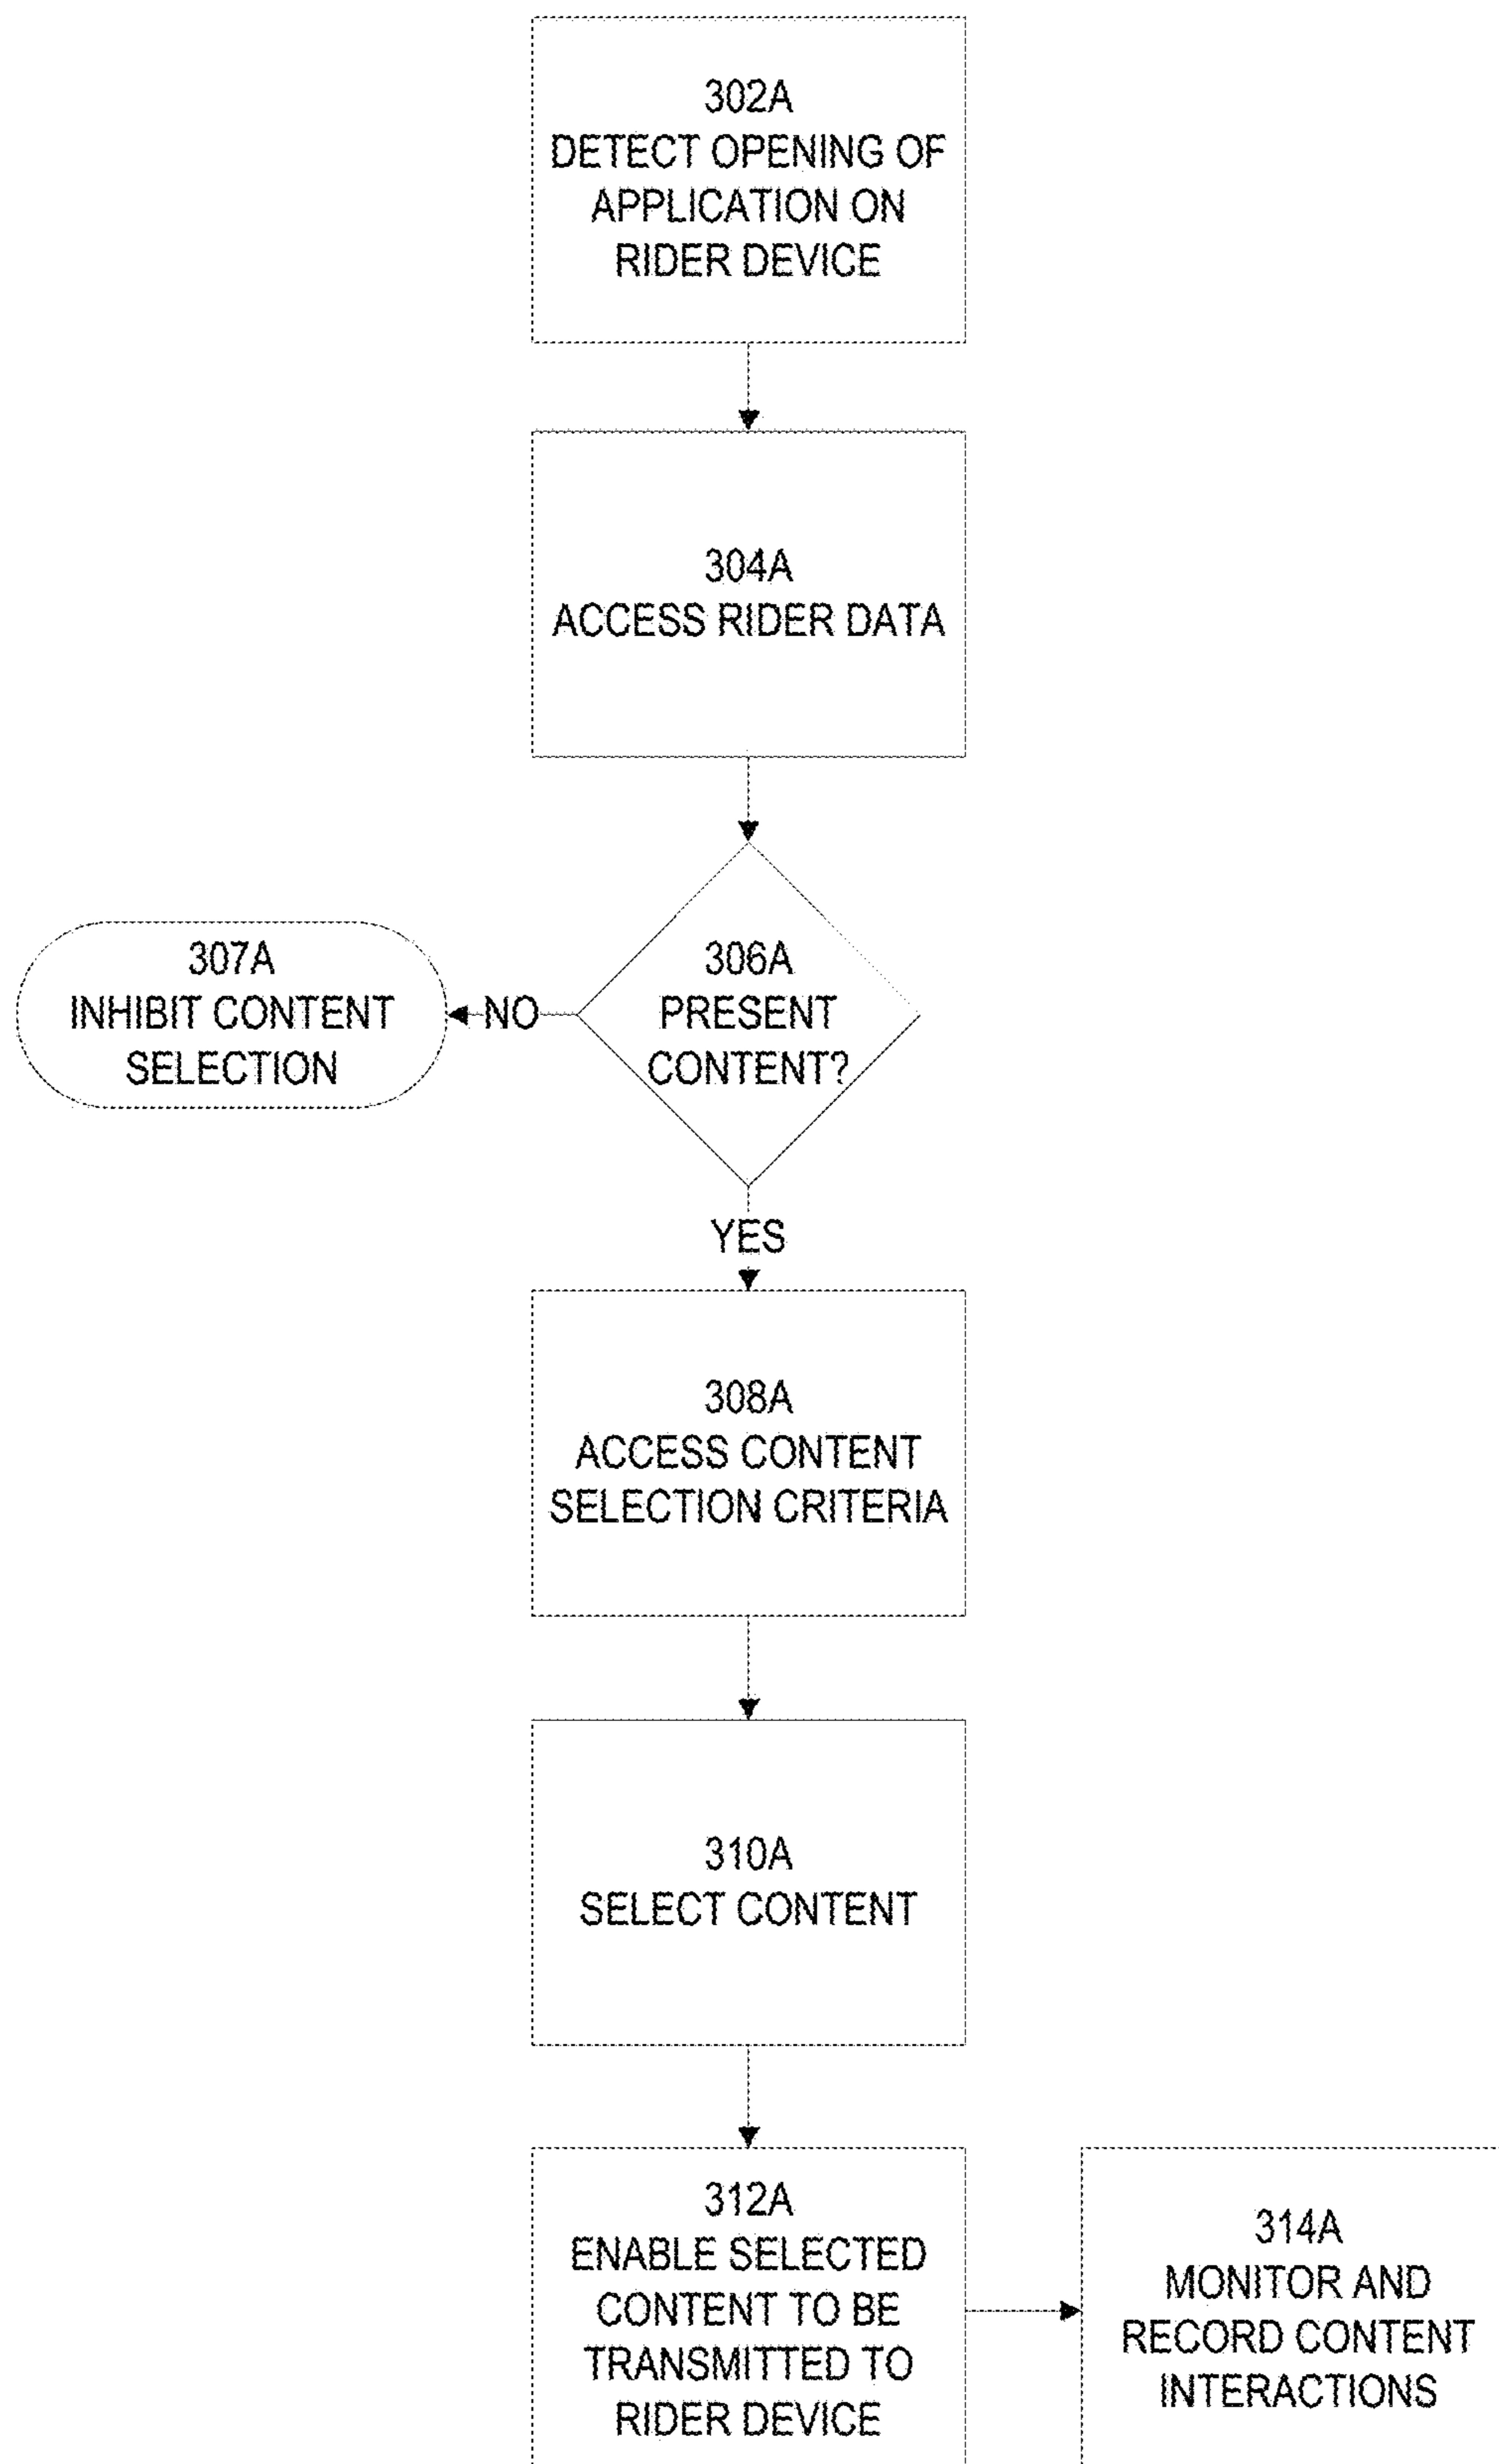 302A
DETECT OPENING OF
APPLICATION ON
RIDER DEVICE
304A
ACCESS RIDER DATA
306A
PRESENT
CONTENT?
NO
307A
INHIBIT CONTENT
SELECTION
YES
308A
ACCESS CONTENT
SELECTION CRITERIA
310A
SELECT CONTENT
312A
ENABLE SELECTED
CONTENT TO BE
TRANSMITTED TO
RIDER DEVICE
314A
MONITOR AND
RECORD CONTENT
INTERACTIONS